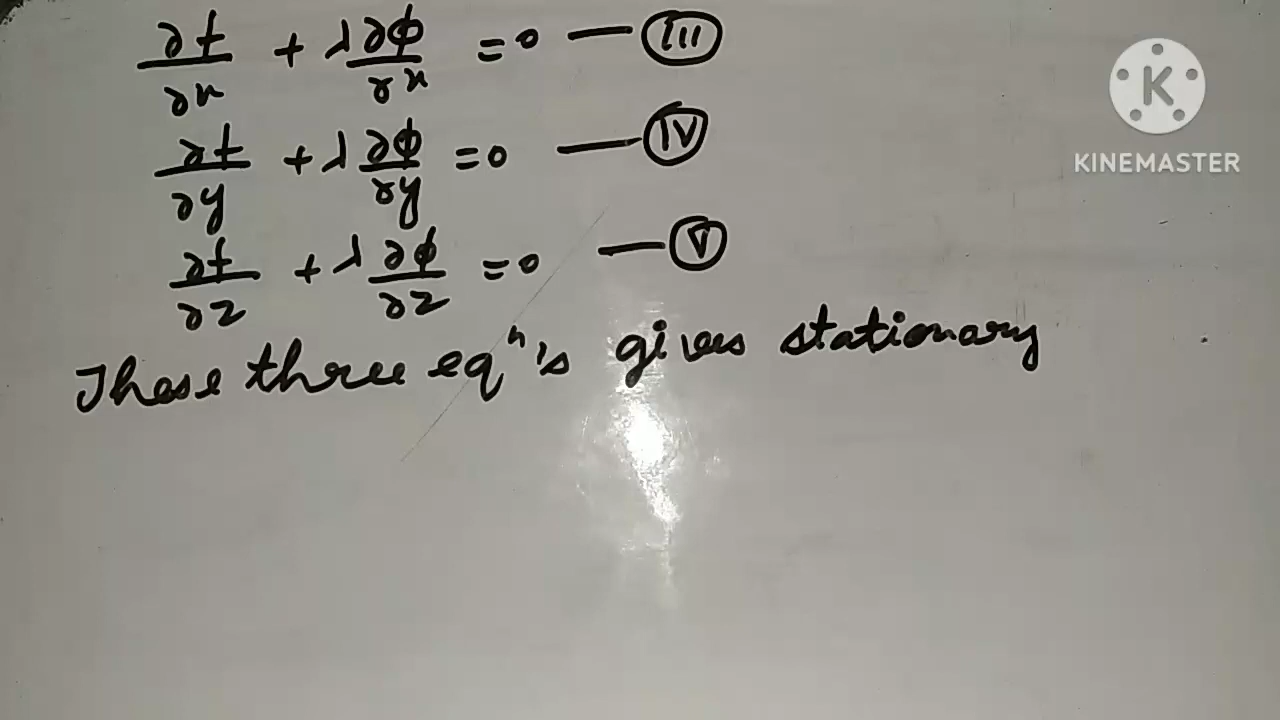 ∂f/∂x + λ ∂φ/∂x = 0 — III
K
KINEMASTER
∂f/∂y + λ ∂φ/∂y = 0 — IV
∂f/∂z + λ ∂φ/∂z = 0 — V
These three eqⁿ's gives stationary